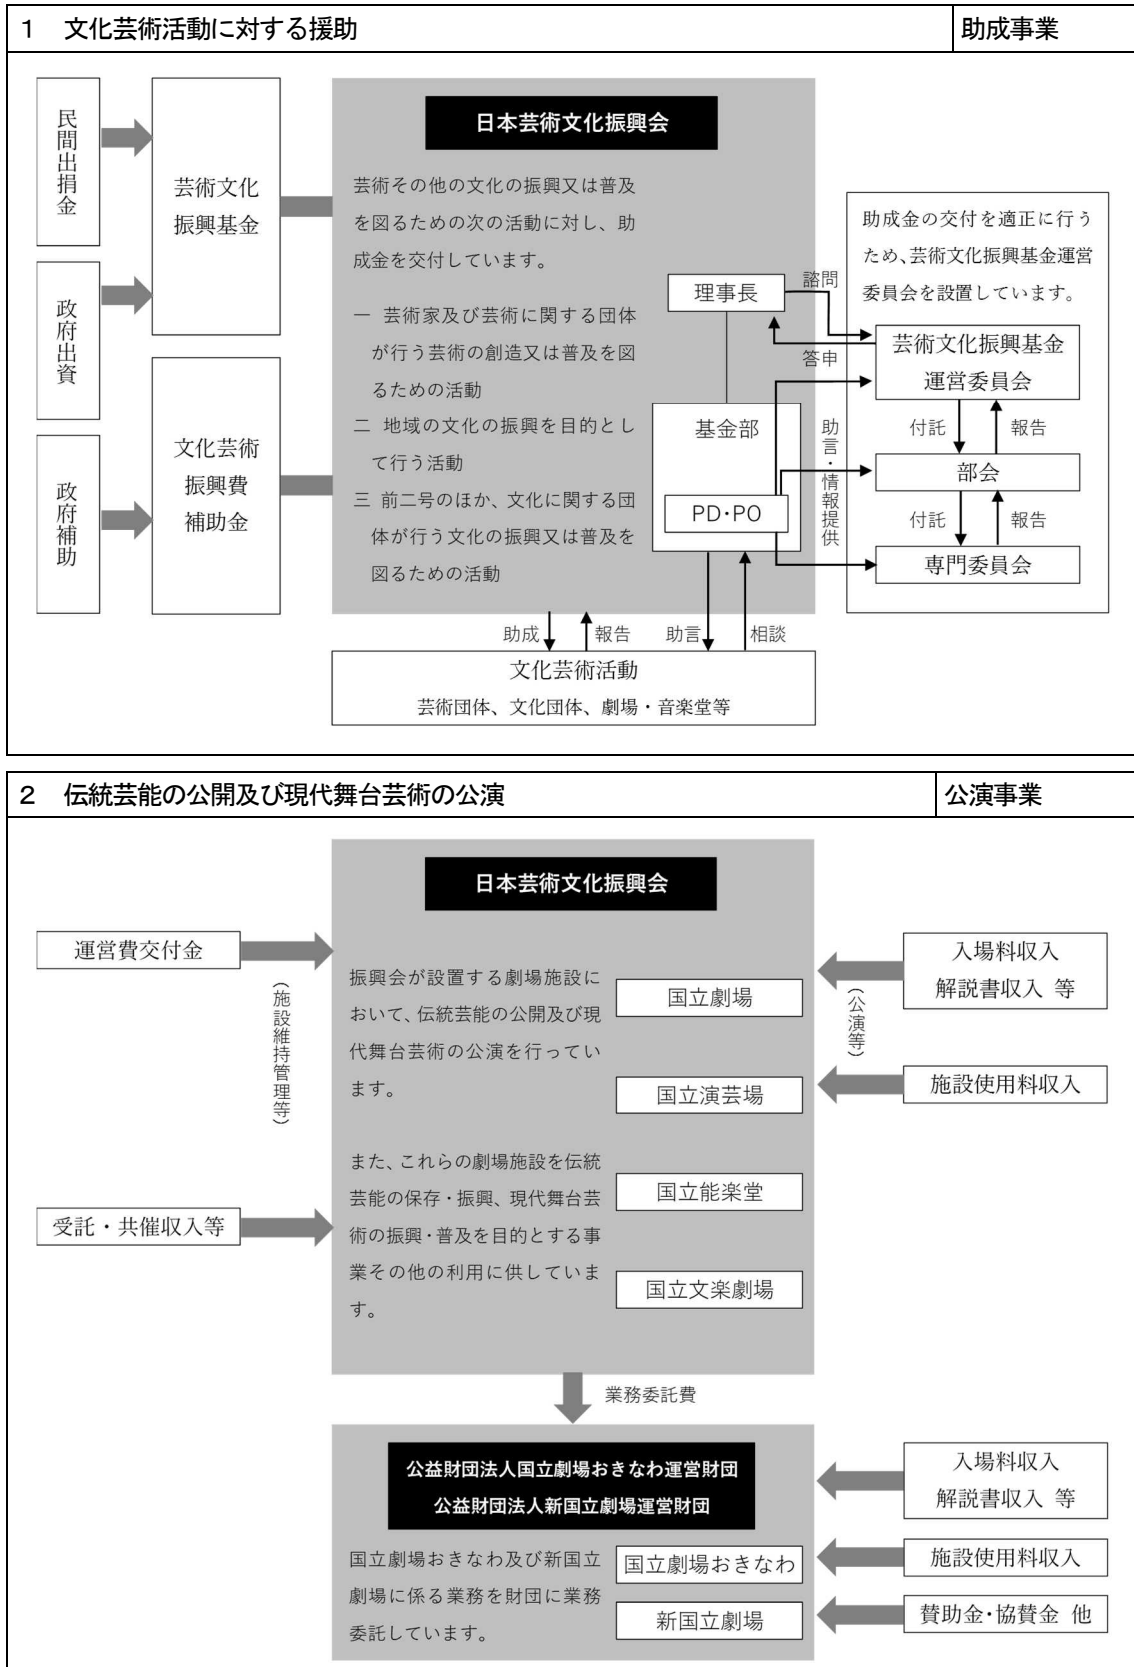 1 文化芸術活動に対する援助
助成事業
民間出捐金
政府出資
政府補助
芸術文化
振興基金
文化芸術
振興費
補助金
日本芸術文化振興会
芸術その他の文化の振興又は普及
を図るための次の活動に対し、助
成金を交付しています。
一 芸術家及び芸術に関する団体
が行う芸術の創造又は普及を図
るための活動
二 地域の文化の振興を目的とし
て行う活動
三 前二号のほか、文化に関する団
体が行う文化の振興又は普及を
図るための活動
理事長
基金部
PD・PO
諮問
答申
助言・情報提供
助成金の交付を適正に行う
ため、芸術文化振興基金運営
委員会を設置しています。
芸術文化振興基金
運営委員会
付託
報告
部会
付託
報告
専門委員会
助成
報告
助言
相談
文化芸術活動
芸術団体、文化団体、劇場・音楽堂等
2 伝統芸能の公開及び現代舞台芸術の公演
公演事業
日本芸術文化振興会
運営費交付金
(施設維持管理等)
受託・共催収入等
振興会が設置する劇場施設に
おいて、伝統芸能の公開及び現
代舞台芸術の公演を行ってい
ます。
また、これらの劇場施設を伝統
芸能の保存・振興、現代舞台芸
術の振興・普及を目的とする事
業その他の利用に供していま
す。
国立劇場
国立演芸場
国立能楽堂
国立文楽劇場
(公演等)
入場料収入
解説書収入 等
施設使用料収入
業務委託費
公益財団法人国立劇場おきなわ運営財団
公益財団法人新国立劇場運営財団
国立劇場おきなわ及び新国立
劇場に係る業務を財団に業務
委託しています。
国立劇場おきなわ
新国立劇場
入場料収入
解説書収入 等
施設使用料収入
賛助金・協賛金 他